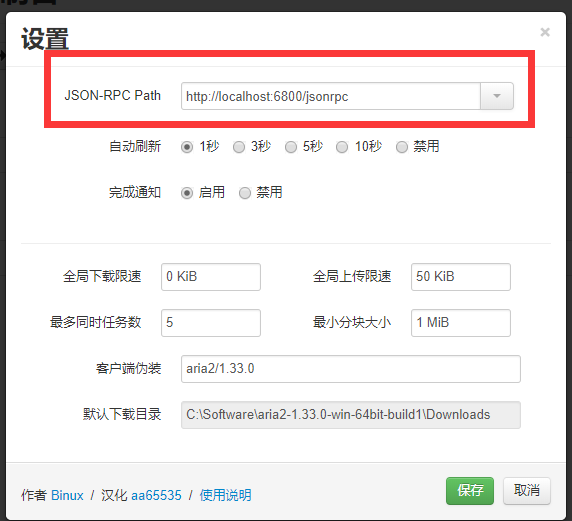 设置
×
JSON-RPC Path http://localhost:6800/jsonrpc
自动刷新 1秒 3秒 5秒 10秒 禁用
完成通知 启用 禁用
全局下载限速 0 KiB 全局上传限速 50 KiB
最多同时任务数 5 最小分块大小 1 MiB
客户端伪装 aria2/1.33.0
默认下载目录 C:\Software\aria2-1.33.0-win-64bit-build1\Downloads
作者 Binux / 汉化 aa65535 / 使用说明 保存 取消